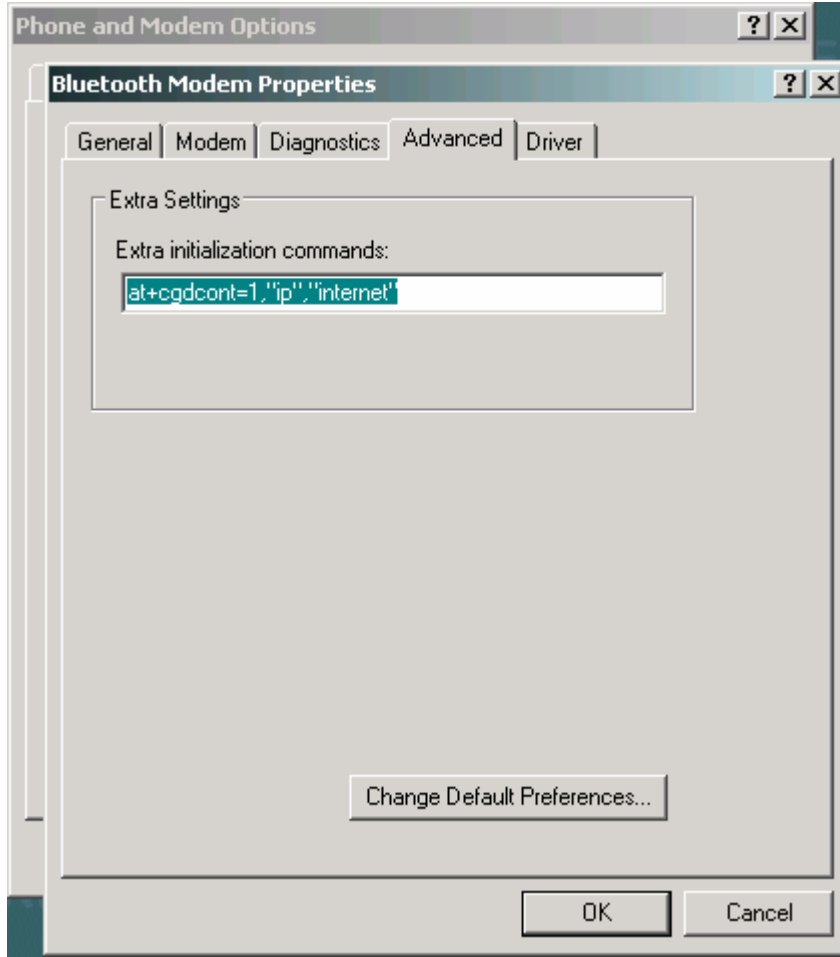 Phone and Modem Options
Bluetooth Modem Properties
General Modem Diagnostics Advanced Driver
Extra Settings
Extra initialization commands:
at+cgdcont=1,"ip","internet"
Change Default Preferences...
OK Cancel